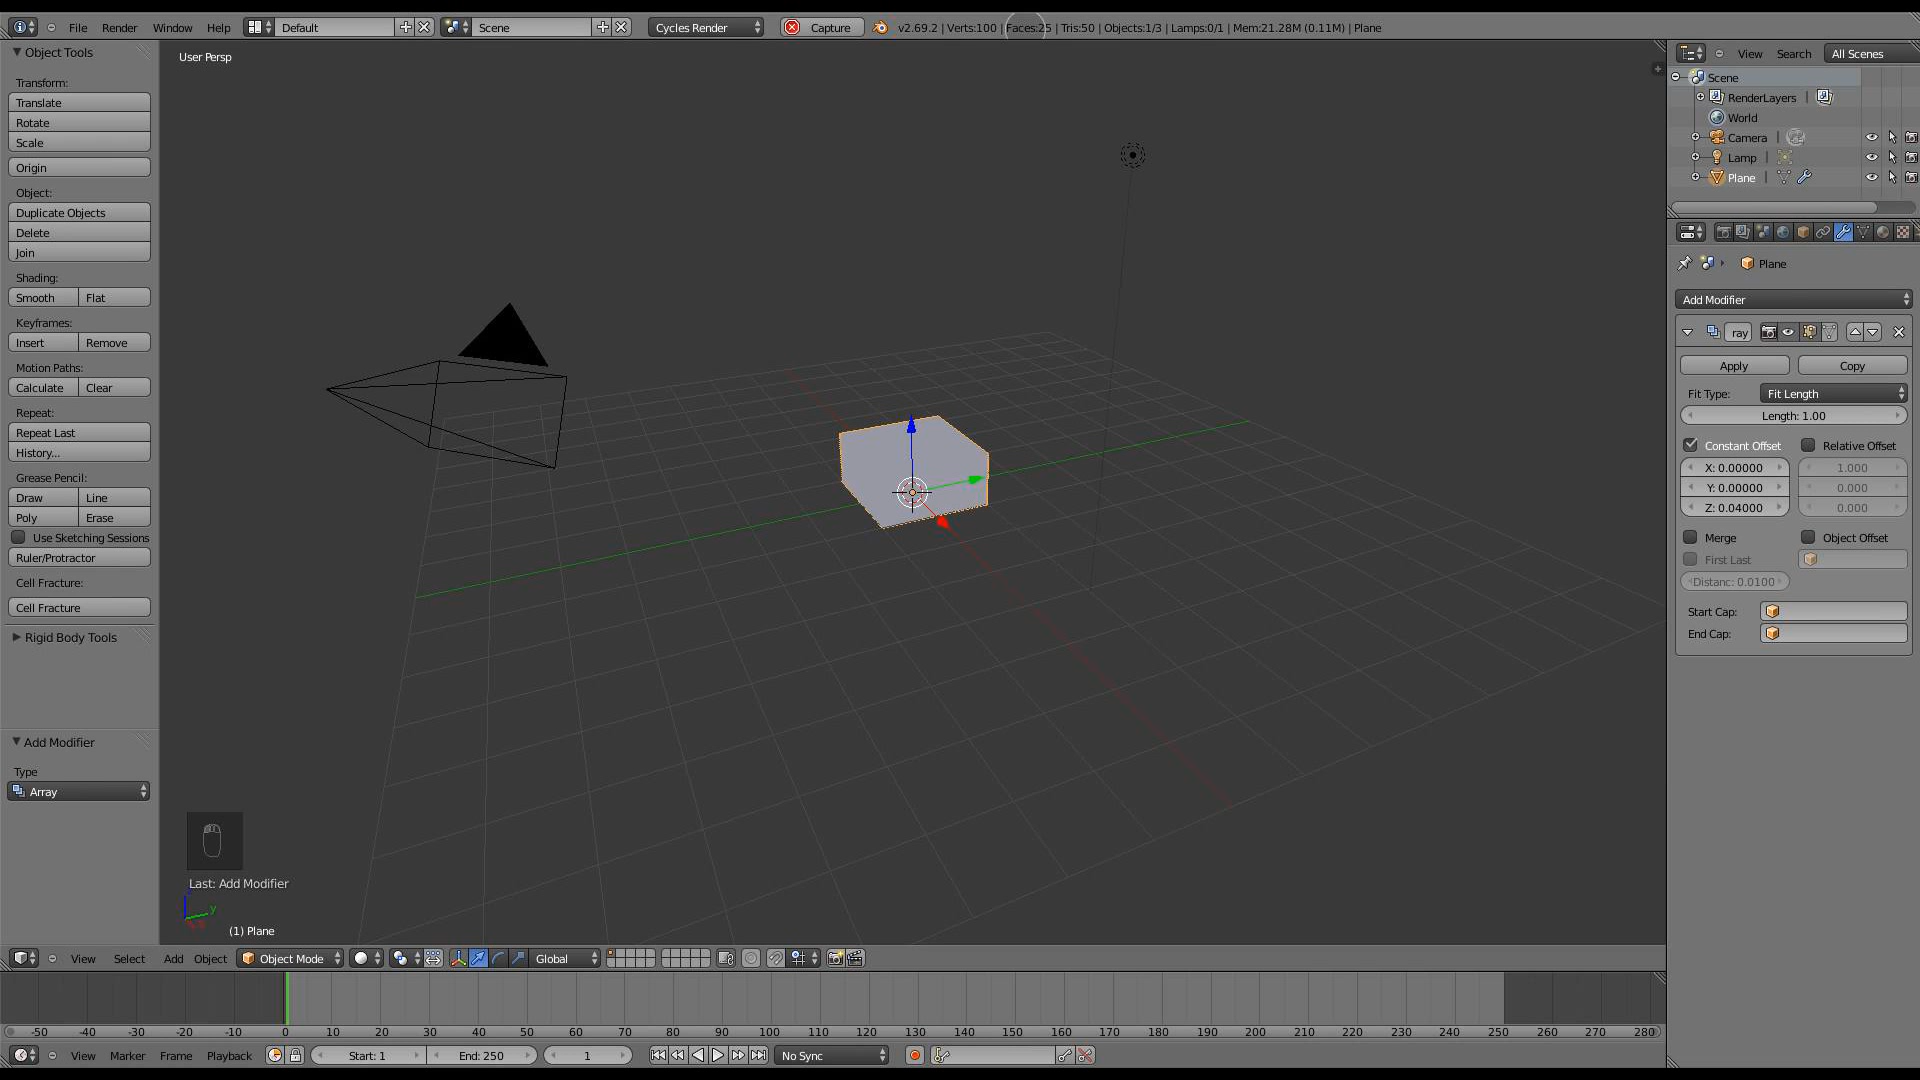 File Render Window Help Default Scene Cycles Render Capture v2.69.2 | Verts:100 | Faces:25 | Tris:50 | Objects:1/3 | Lamps:0/1 | Mem:21.28M (0.11M) | Plane
Object Tools
Transform:
Translate
Rotate
Scale
Origin
Object:
Duplicate Objects
Delete
Join
Shading:
Smooth Flat
Keyframes:
Insert Remove
Motion Paths:
Calculate Clear
Repeat:
Repeat Last
History...
Grease Pencil:
Draw Line
Poly Erase
Use Sketching Sessions
Ruler/Protractor
Cell Fracture:
Cell Fracture
Rigid Body Tools
Add Modifier
Type
Array
User Persp
Last: Add Modifier
y
(1) Plane
View Search All Scenes
Scene
RenderLayers |
World
Camera |
Lamp |
Plane |
Plane
Add Modifier
ray
Apply Copy
Fit Type: Fit Length
Length: 1.00
Constant Offset Relative Offset
X: 0.00000 1.000
Y: 0.00000 0.000
Z: 0.04000 0.000
Merge Object Offset
First Last
Distanc: 0.0100
Start Cap:
End Cap:
View Select Add Object Object Mode Global
-50 -40 -30 -20 -10 0 10 20 30 40 50 60 70 80 90 100 110 120 130 140 150 160 170 180 190 200 210 220 230 240 250 260 270 280
View Marker Frame Playback Start: 1 End: 250 1 No Sync